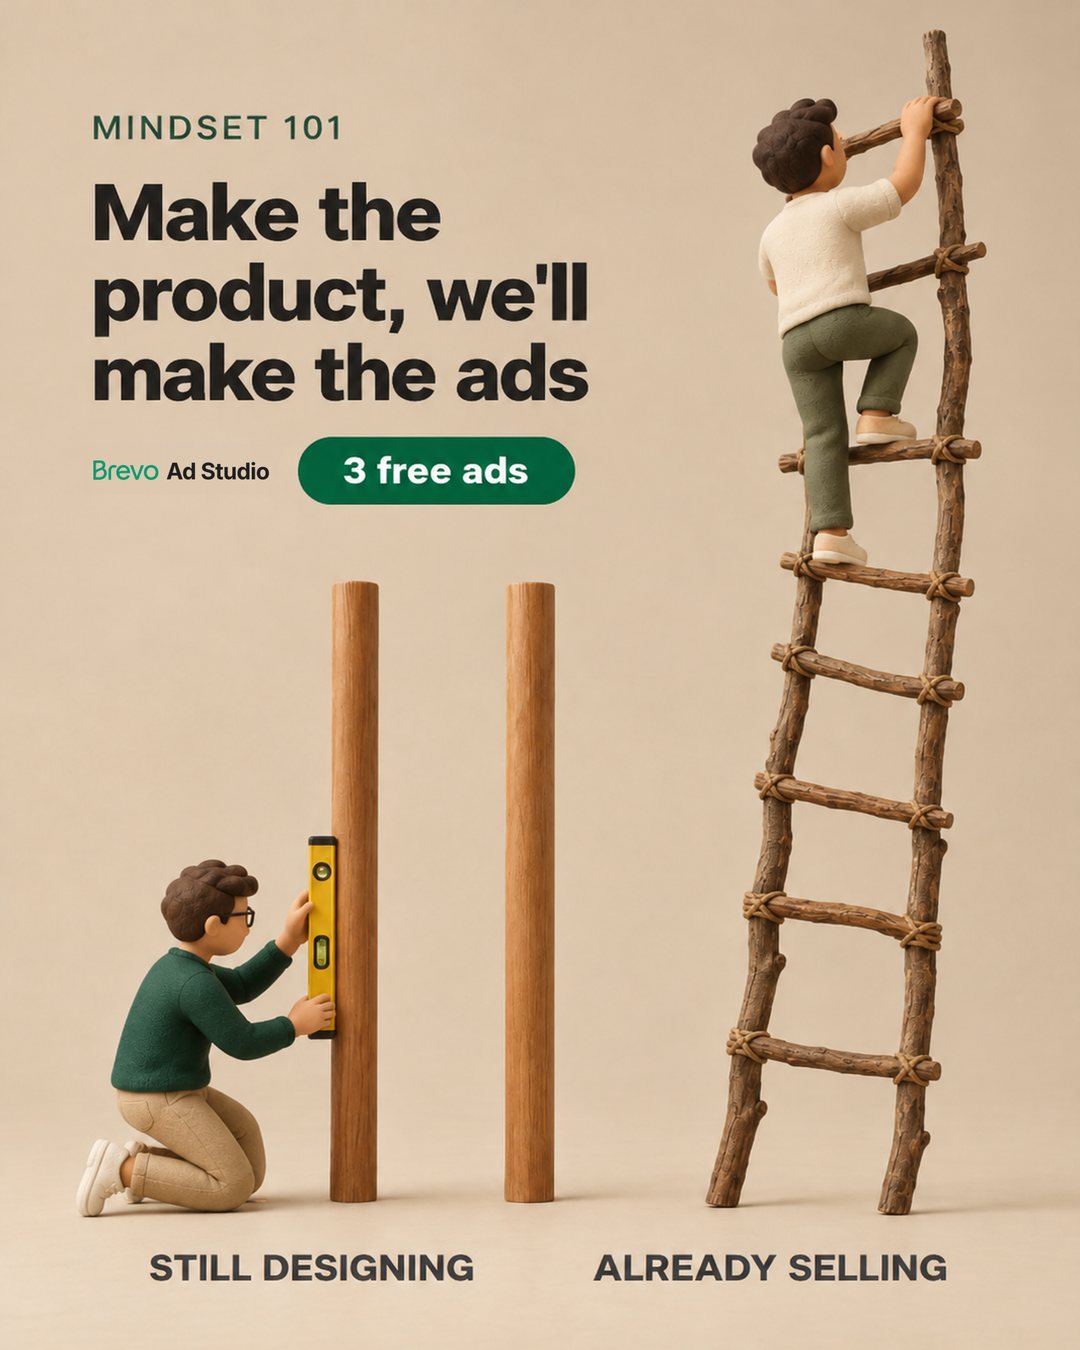 MINDSET 101
Make the
product, we'll
make the ads
Brevo Ad Studio
3 free ads
STILL DESIGNING
ALREADY SELLING